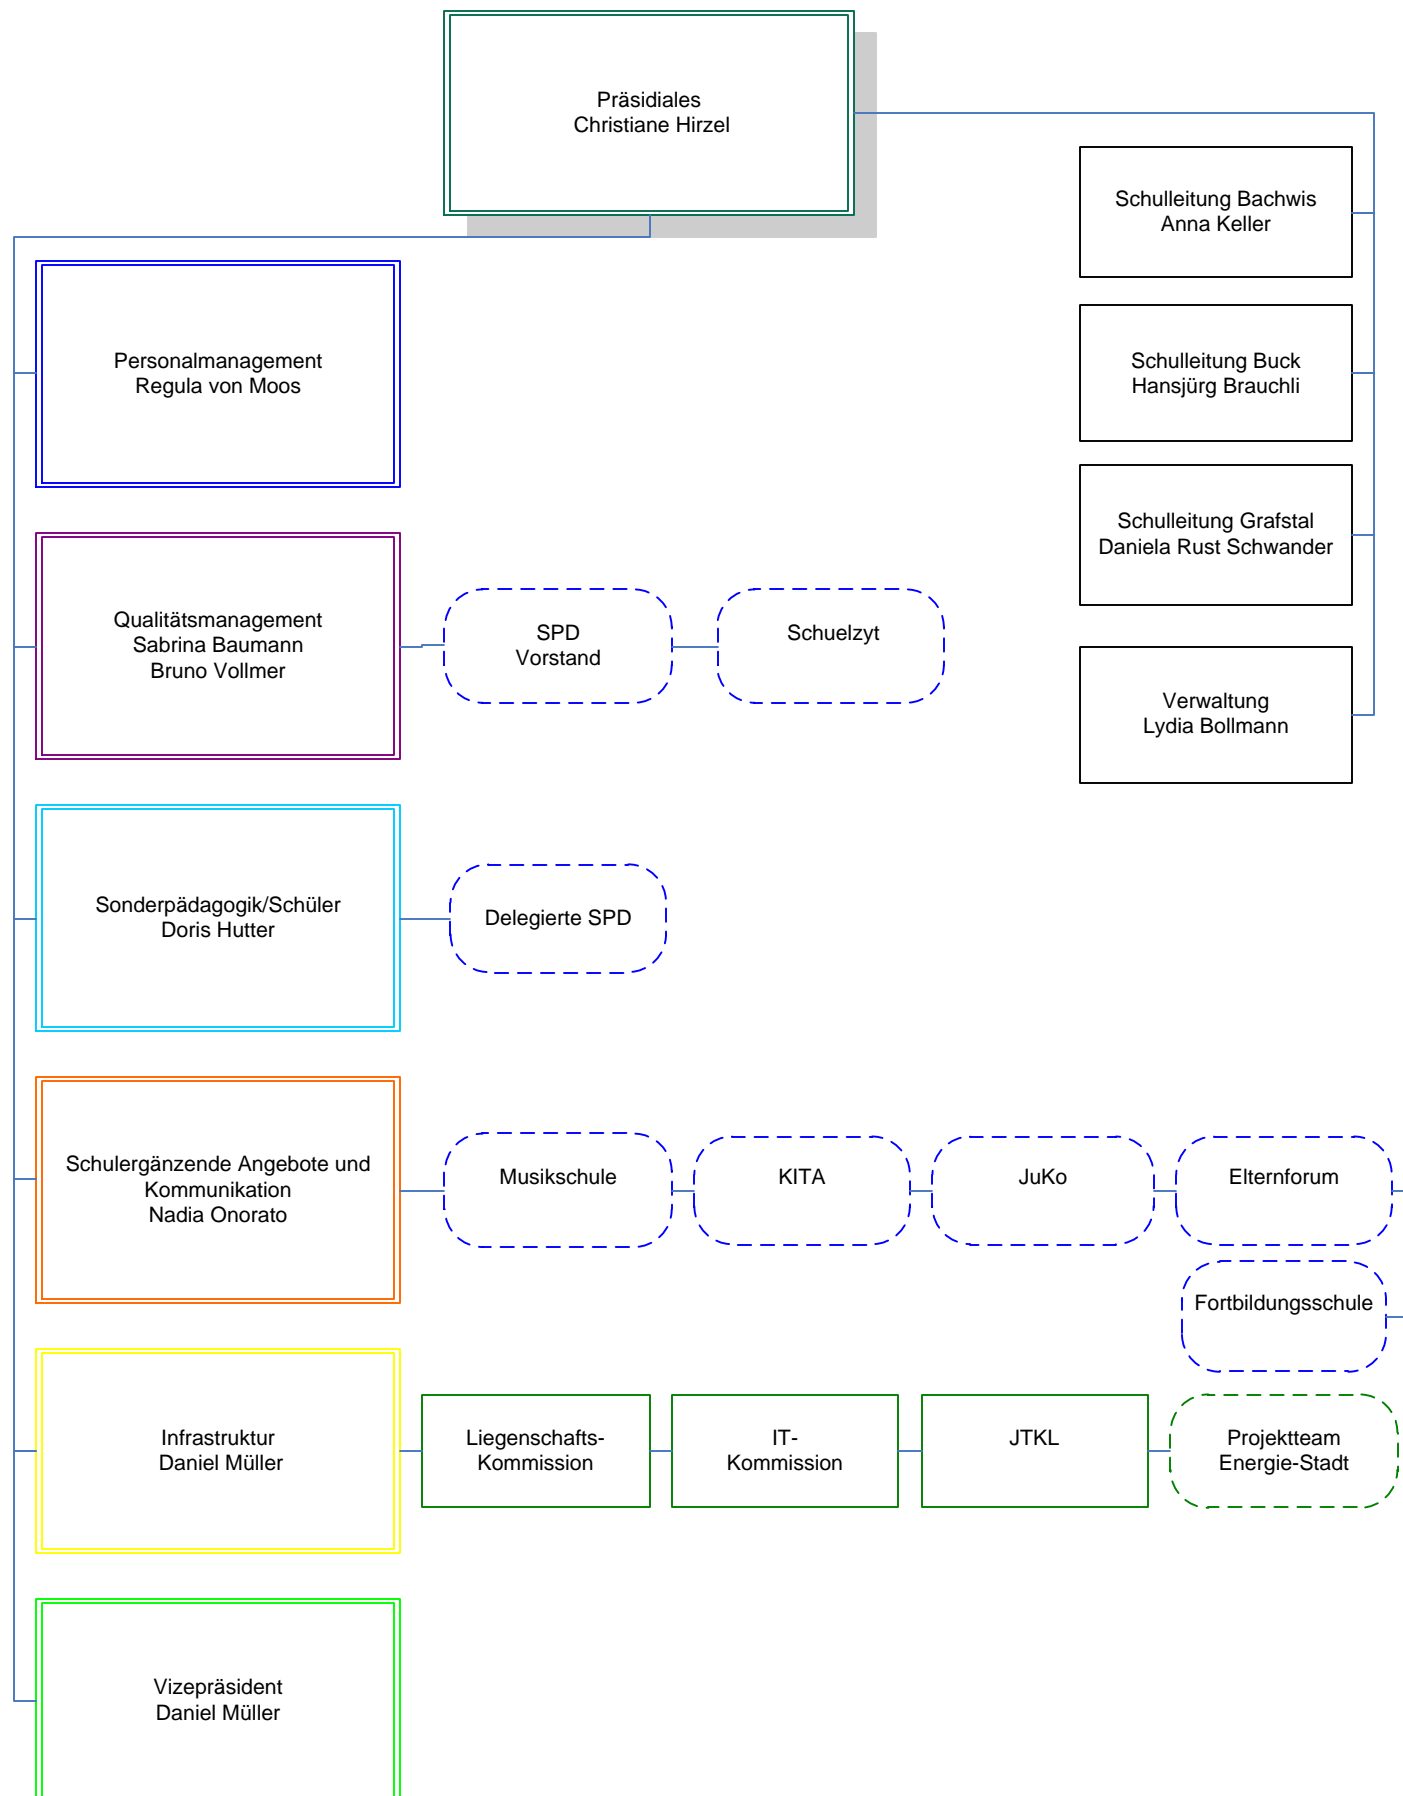 Präsidiales
Christiane Hirzel
Schulleitung Bachwis
Anna Keller
Schulleitung Buck
Hansjürg Brauchli
Schulleitung Grafstal
Daniela Rust Schwander
Verwaltung
Lydia Bollmann
Personalmanagement
Regula von Moos
Qualitätsmanagement
Sabrina Baumann
Bruno Vollmer
SPD
Vorstand
Schuelzyt
Sonderpädagogik/Schüler
Doris Hutter
Delegierte SPD
Schulergänzende Angebote und
Kommunikation
Nadia Onorato
Musikschule
KITA
JuKo
Elternforum
Fortbildungsschule
Infrastruktur
Daniel Müller
Liegenschafts-
Kommission
IT-
Kommission
JTKL
Projektteam
Energie-Stadt
Vizepräsident
Daniel Müller